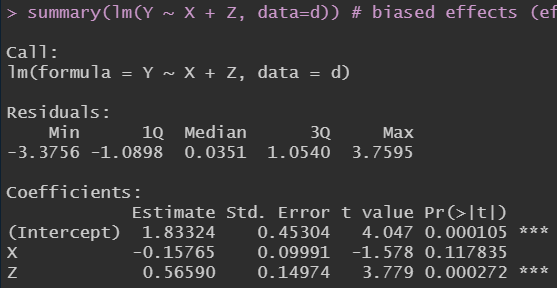 > summary(lm(Y ~ X + Z, data=d)) # biased effects (ef
Call:
lm(formula = Y ~ X + Z, data = d)
Residuals:
Min 1Q Median 3Q Max
-3.3756 -1.0898 0.0351 1.0540 3.7595
Coefficients:
Estimate Std. Error t value Pr(>|t|)
(Intercept) 1.83324 0.45304 4.047 0.000105 ***
X -0.15765 0.09991 -1.578 0.117835
Z 0.56590 0.14974 3.779 0.000272 ***